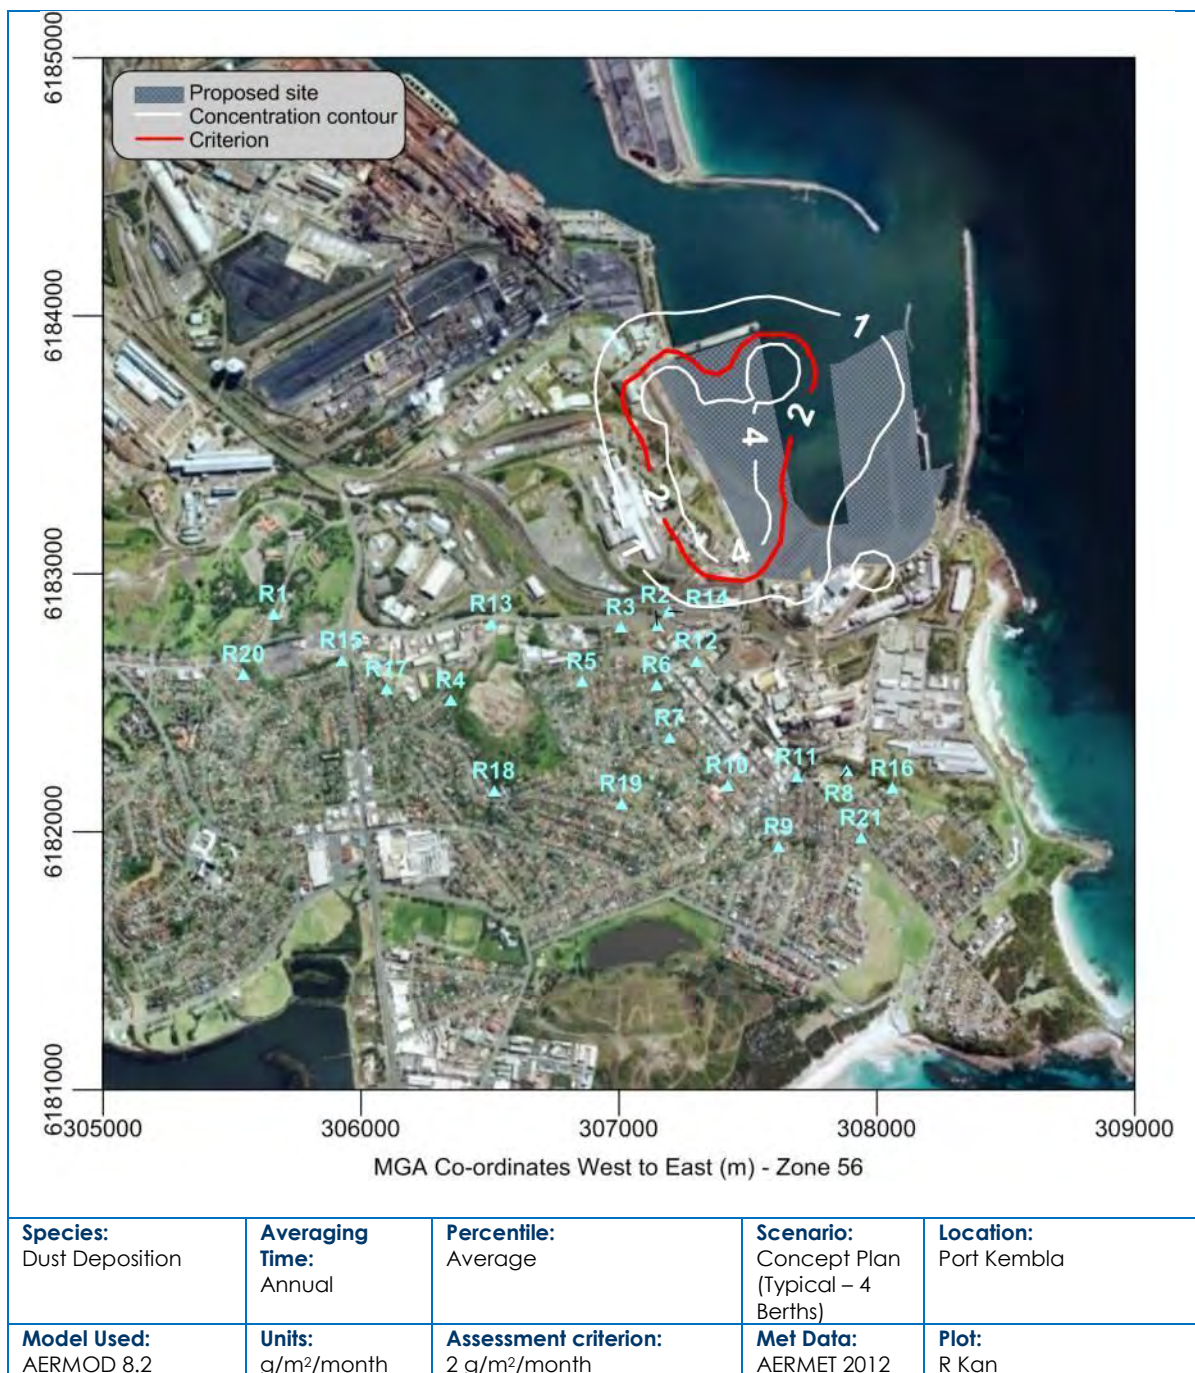 6185000
Proposed site
Concentration contour
Criterion
6184000
1
2
4
2
4
1
6183000
R1
R2
R14
R13
R3
R15
R12
R20
R17
R5
R6
R4
R7
R18
R19
R10
R11
R8
R16
R9
R21
6182000
6181000
305000
306000
307000
308000
309000
MGA Co-ordinates West to East (m) - Zone 56
Species:
Dust Deposition
Averaging
Time:
Annual
Percentile:
Average
Scenario:
Concept Plan
(Typical – 4
Berths)
Location:
Port Kembla
Model Used:
AERMOD 8.2
Units:
g/m²/month
Assessment criterion:
2 g/m²/month
Met Data:
AERMET 2012
Plot:
R Kan